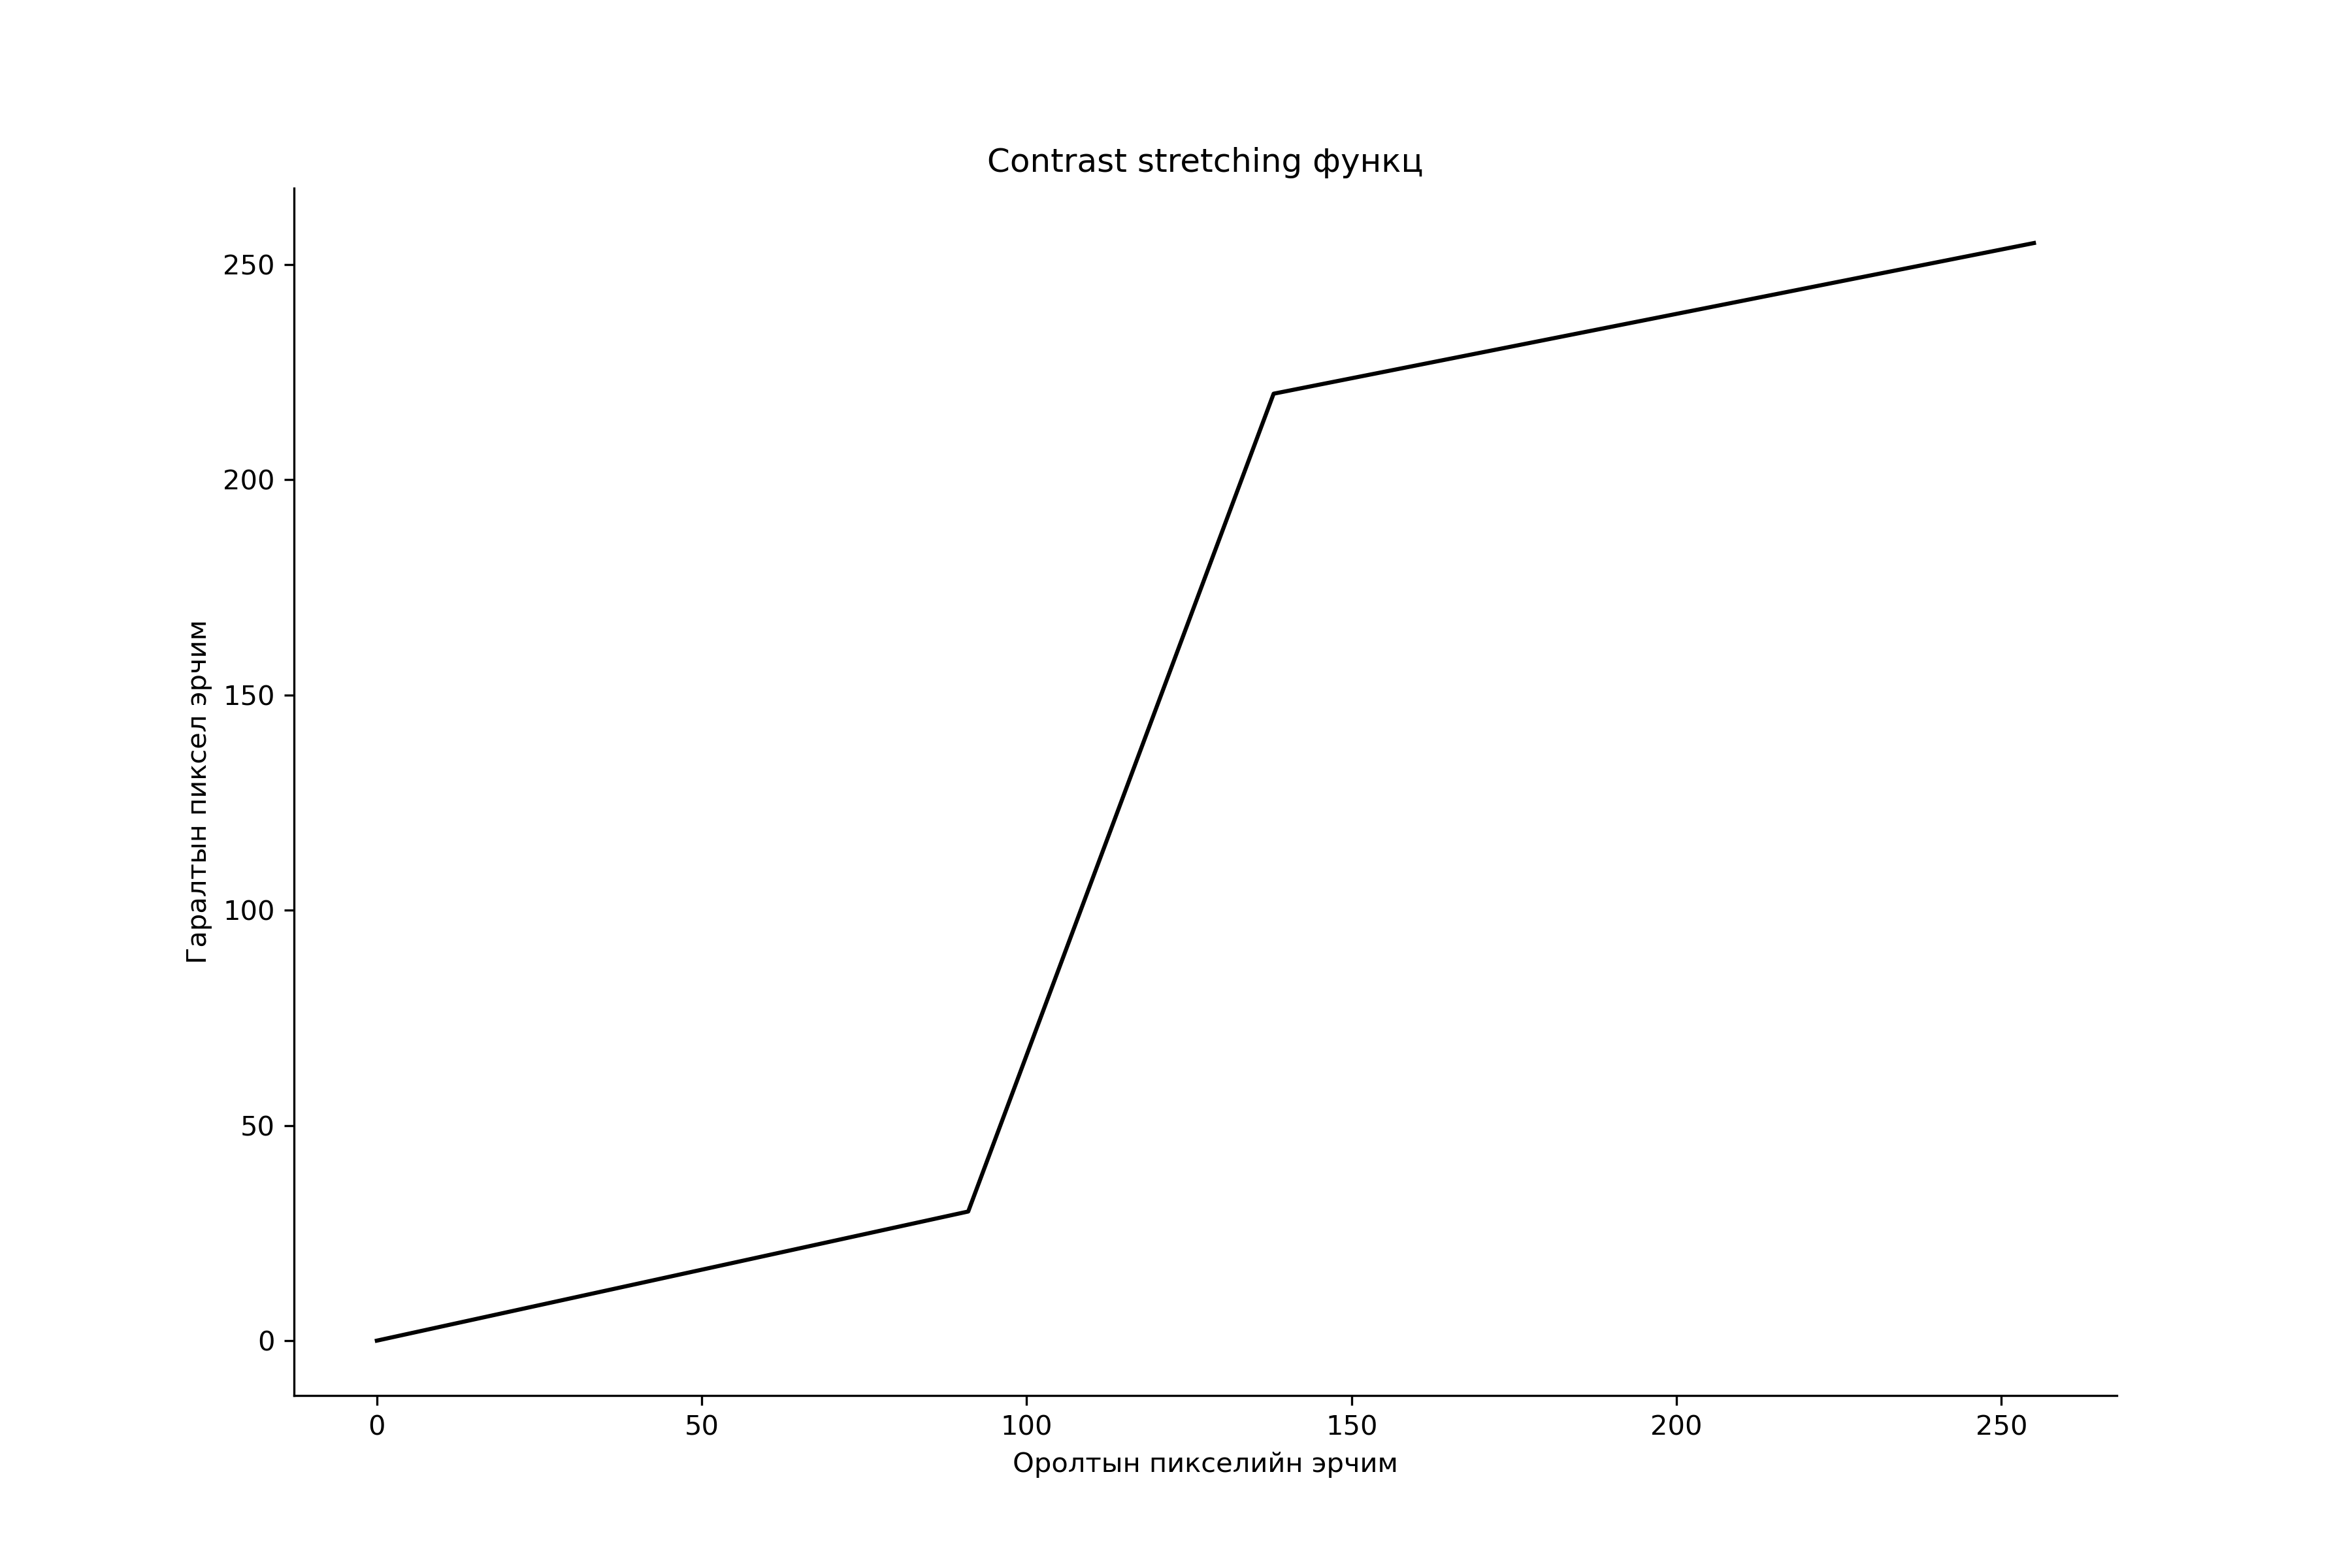 Contrast stretching функц
250
200
150
100
50
0
Гаралтын пиксел эрчим
0 50 100 150 200 250
Оролтын пикселийн эрчим